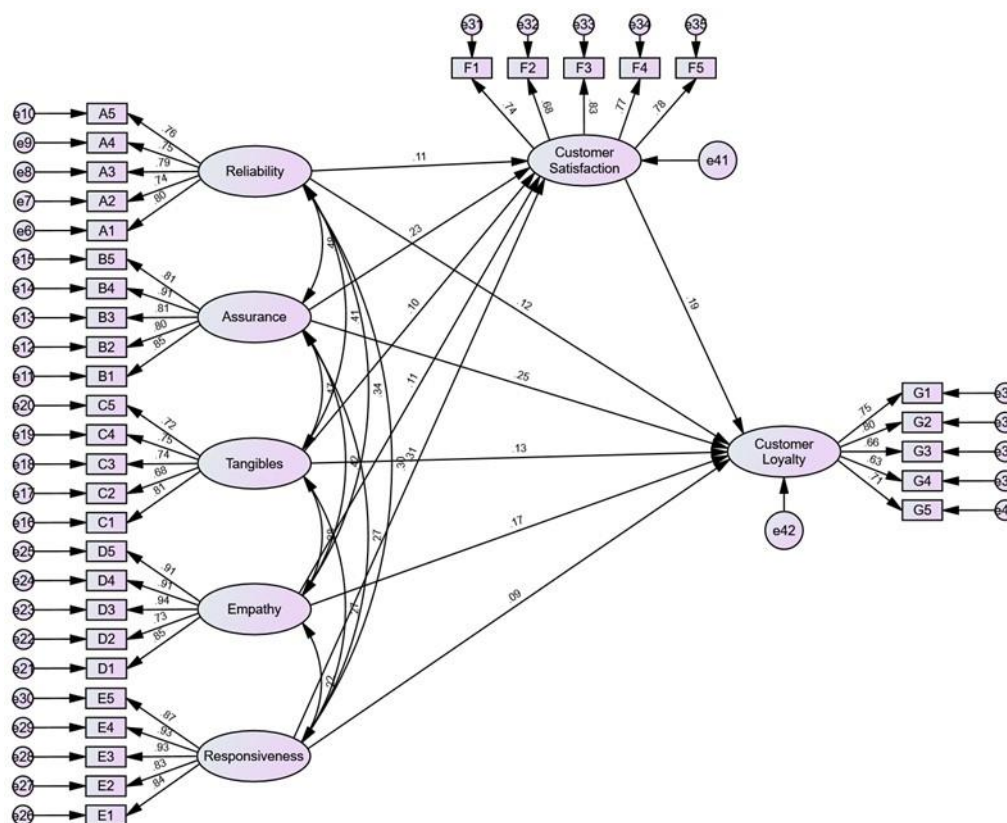 e31
e32
e33
e34
e35
F1
F2
F3
F4
F5
.74
.68
.83
.77
.78
Customer
Satisfaction
e41
e10
A5
.76
e9
A4
.75
e8
A3
.79
e7
A2
.74
e6
A1
.80
Reliability
.11
e15
B5
.81
e14
B4
.91
e13
B3
.81
e12
B2
.80
e11
B1
.85
Assurance
.23
.41
.10
.12
.19
.47
.34
.11
.25
e20
C5
.72
e19
C4
.75
e18
C3
.74
e17
C2
.68
e16
C1
.81
Tangibles
.42
.30
.31
.13
Customer
Loyalty
e42
G1
.75
G2
.80
G3
.66
G4
.63
G5
.71
e25
D5
.91
e24
D4
.91
e23
D3
.94
e22
D2
.73
e21
D1
.85
Empathy
.27
.17
.09
e30
E5
.87
e29
E4
.93
e28
E3
.93
e27
E2
.83
e26
E1
.84
Responsiveness